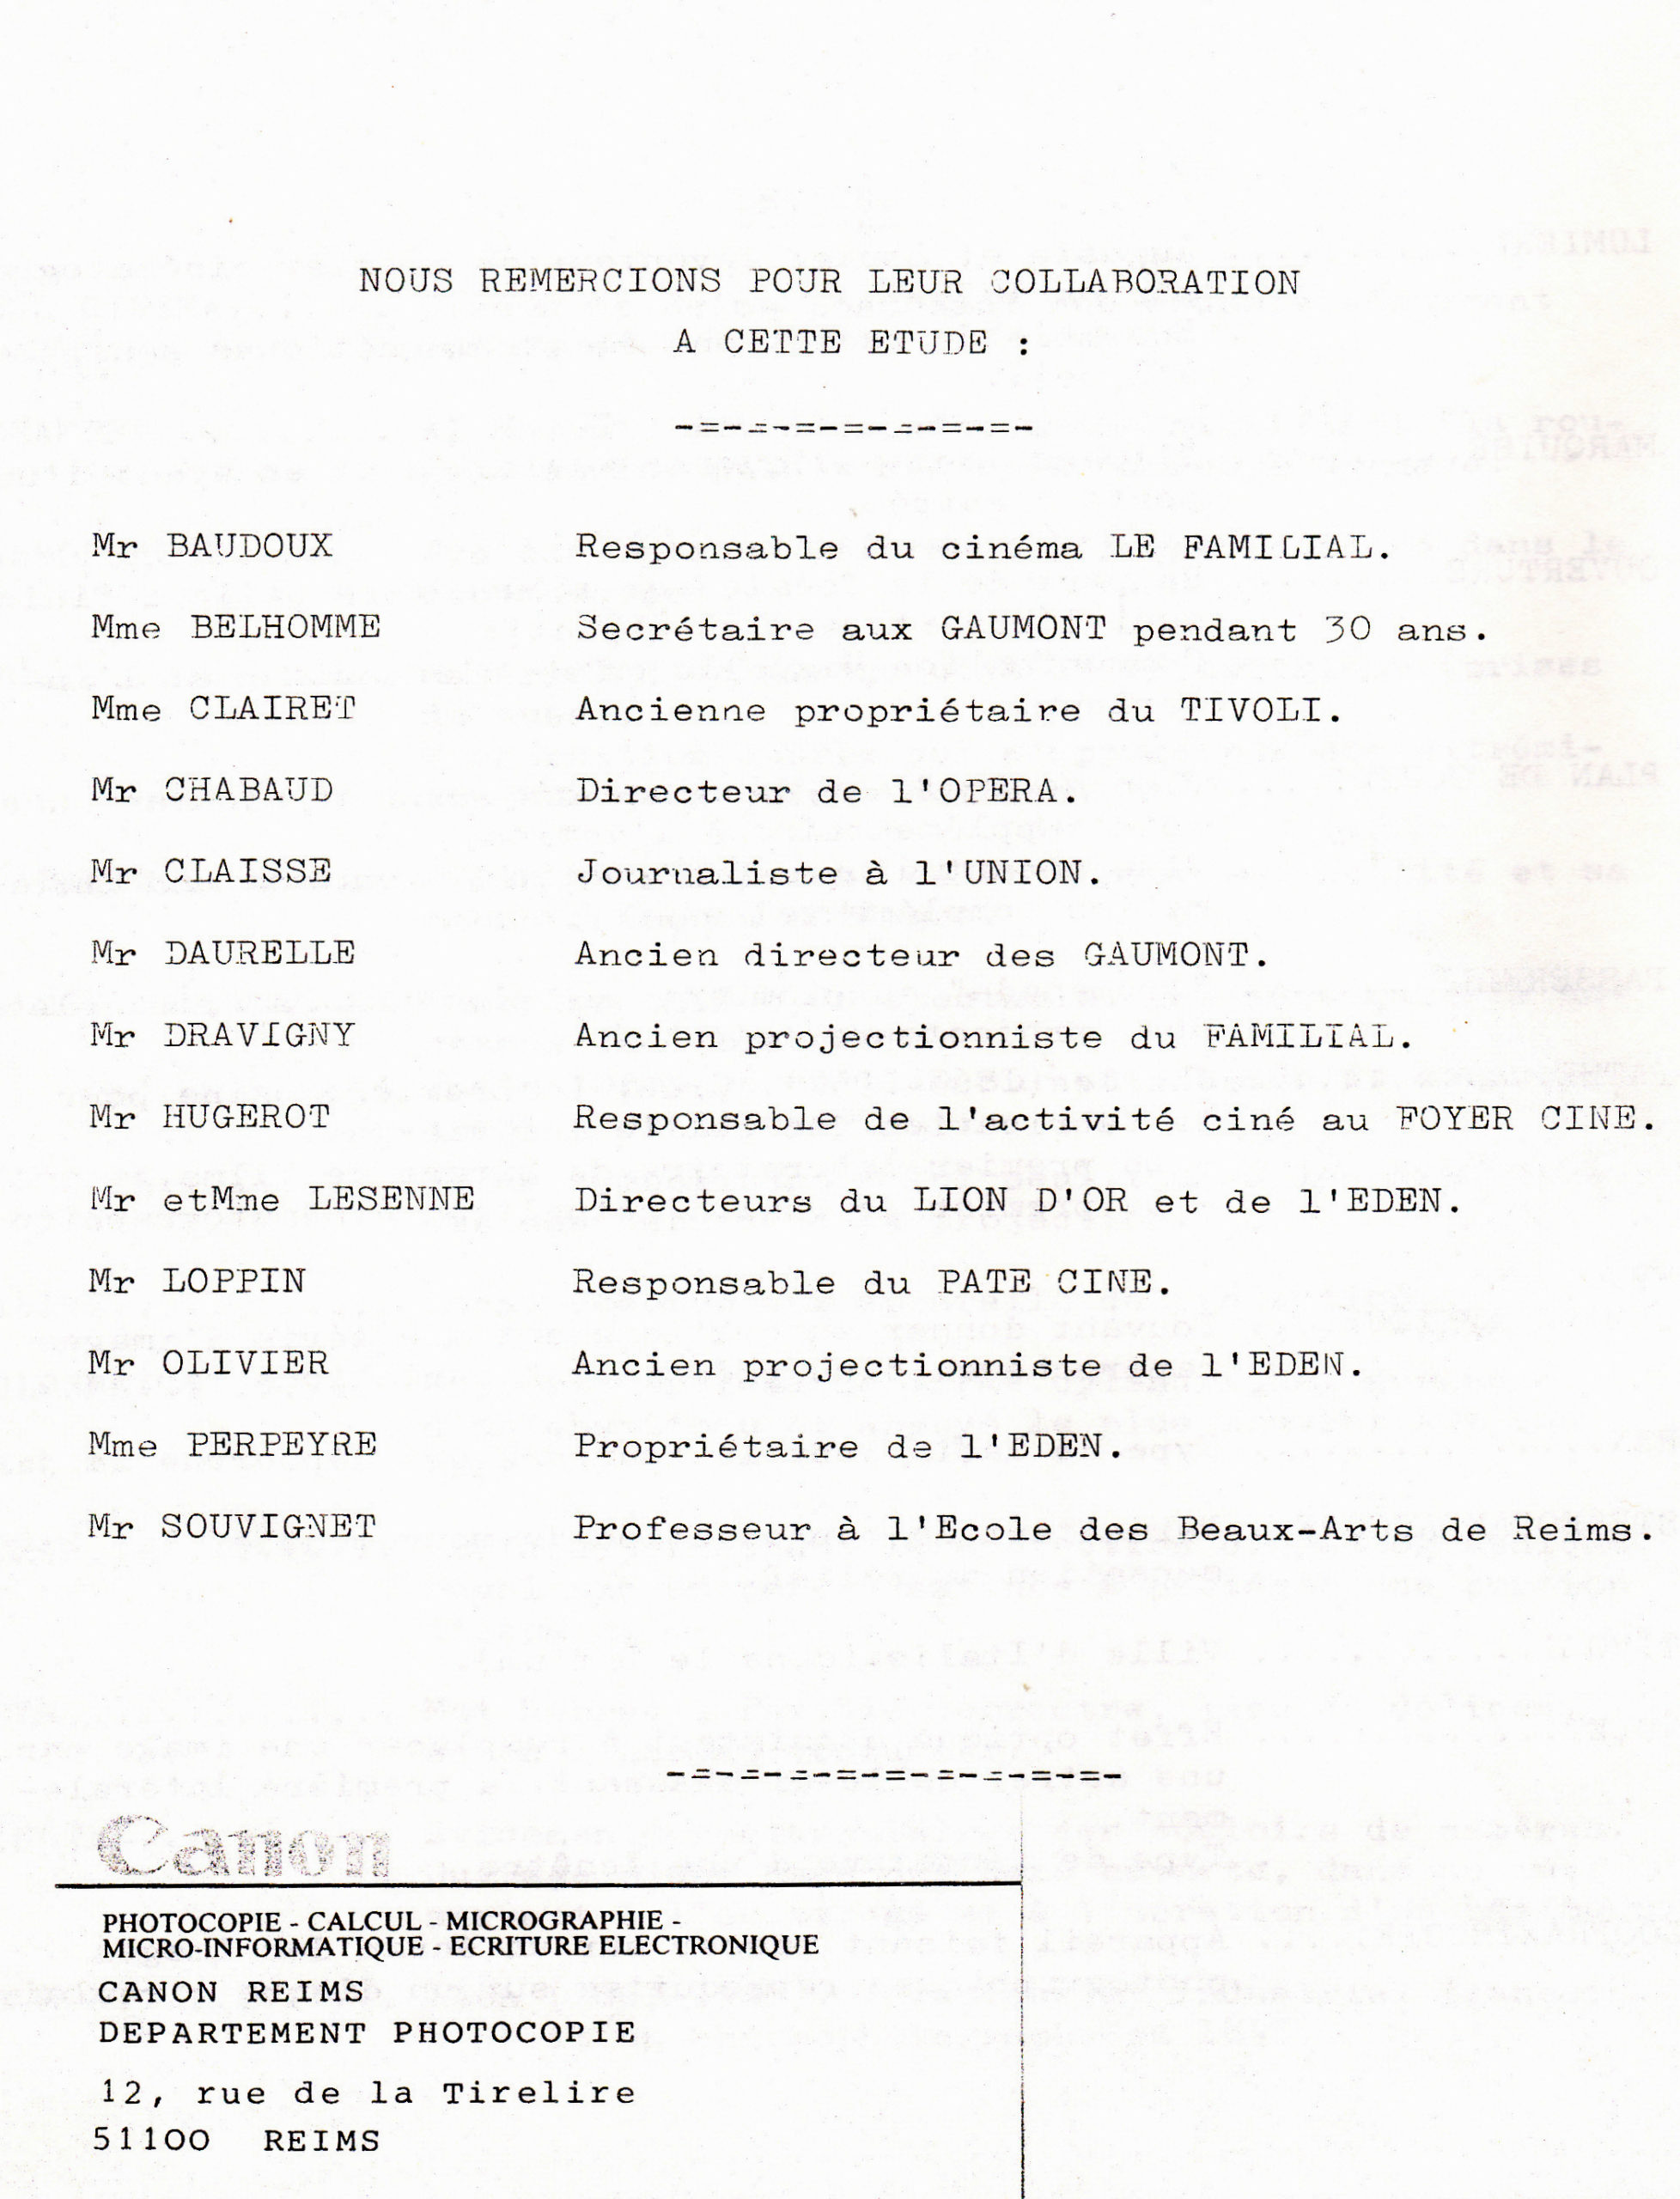 NOUS REMERCIONS POUR LEUR COLLABORATION
A CETTE ETUDE :
-=-=-=-=-=-=-=-
Mr BAUDOUX Responsable du cinéma LE FAMILIAL.
Mme BELHOMME Secrétaire aux GAUMONT pendant 30 ans.
Mme CLAIRET Ancienne propriétaire du TIVOLI.
Mr CHABAUD Directeur de l'OPERA.
Mr CLAISSE Journaliste à l'UNION.
Mr DAURELLE Ancien directeur des GAUMONT.
Mr DRAVIGNY Ancien projectionniste du FAMILIAL.
Mr HUGEROT Responsable de l'activité ciné au FOYER CINE.
Mr etMme LESENNE Directeurs du LION D'OR et de l'EDEN.
Mr LOPPIN Responsable du PATE CINE.
Mr OLIVIER Ancien projectionniste de l'EDEN.
Mme PERPEYRE Propriétaire de l'EDEN.
Mr SOUVIGNET Professeur à l'Ecole des Beaux-Arts de Reims.
-=-=-=-=-=-=-=-=-=-
Canon
PHOTOCOPIE - CALCUL - MICROGRAPHIE -
MICRO-INFORMATIQUE - ECRITURE ELECTRONIQUE
CANON REIMS
DEPARTEMENT PHOTOCOPIE
12, rue de la Tirelire
51100 REIMS